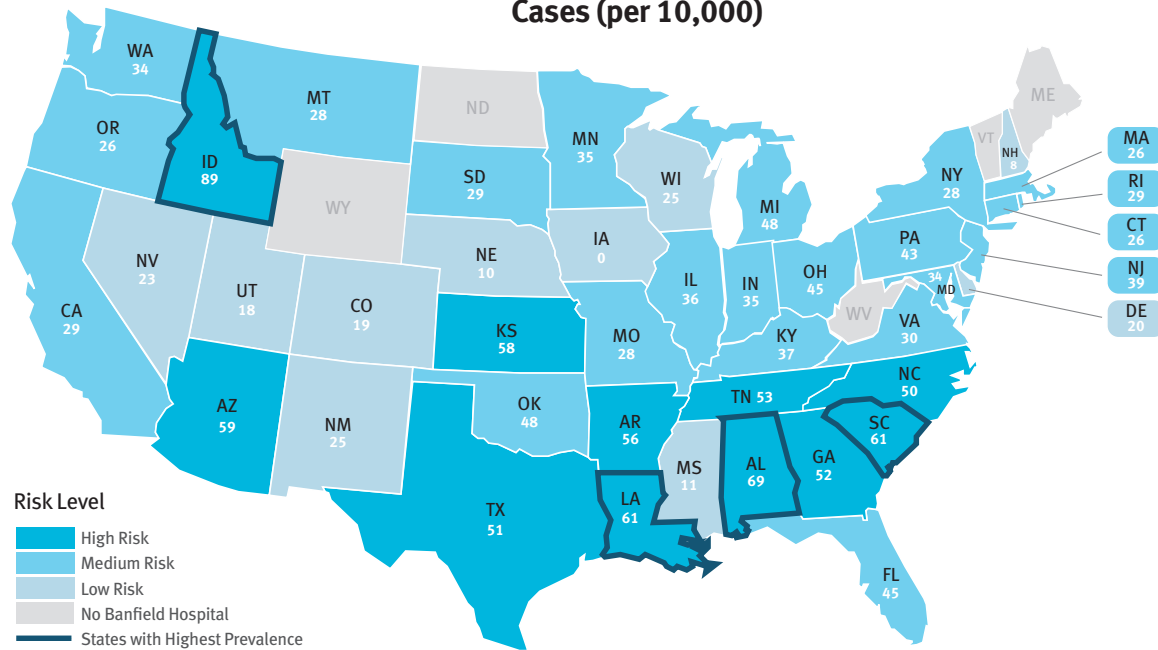 Cases (per 10,000)
WA
34
MT
28
ND
ME
VT
NH
8
MA
26
OR
26
ID
89
MN
35
SD
29
WI
25
NY
28
RI
29
WY
MI
48
CT
26
NV
23
NE
10
IA
0
PA
43
NJ
39
UT
18
CO
19
IL
36
IN
35
OH
45
34
MD
DE
20
CA
29
KS
58
MO
28
WV
VA
30
KY
37
AZ
59
NM
25
OK
48
AR
56
TN 53
NC
50
SC
61
MS
11
AL
69
GA
52
TX
51
LA
61
FL
45
Risk Level
High Risk
Medium Risk
Low Risk
No Banfield Hospital
States with Highest Prevalence